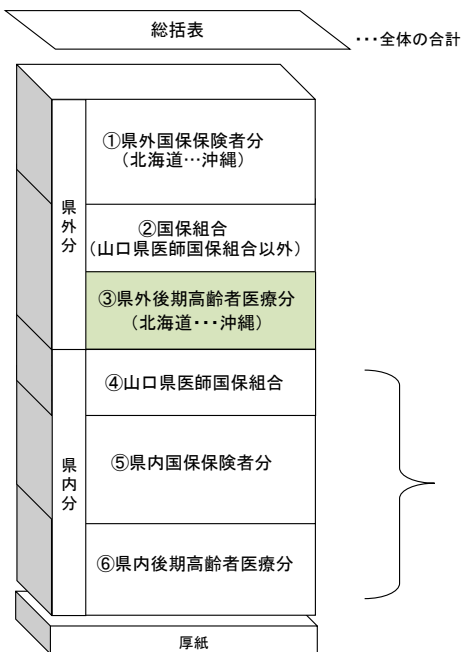 総括表
･･･全体の合計
①県外国保保険者分
(北海道…沖縄)
県外分
②国保組合
(山口県医師国保組合以外)
③県外後期高齢者医療分
(北海道･･･沖縄)
④山口県医師国保組合
県内分
⑤県内国保保険者分
⑥県内後期高齢者医療分
厚紙